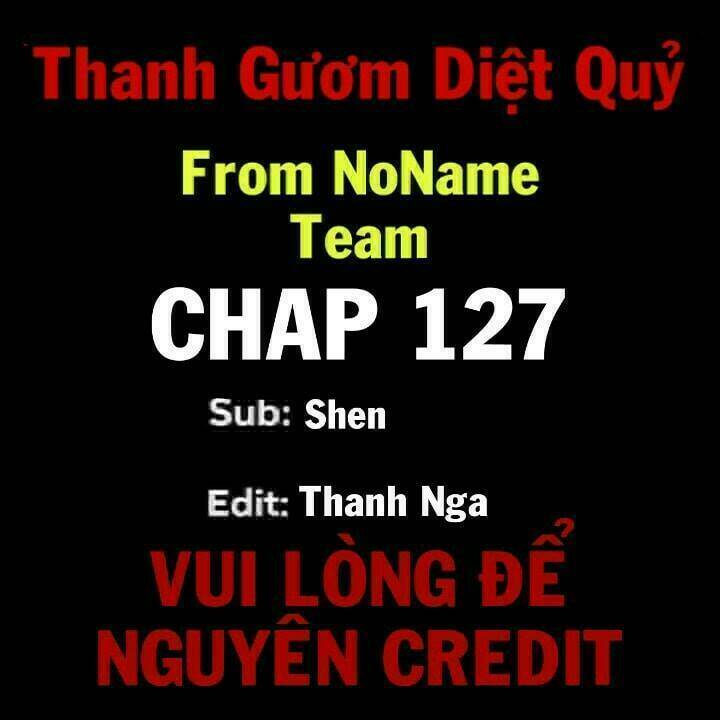 Thanh Gươm Diệt Quỷ
From NoName
Team
CHAP 127
Sub: Shen
Edit: Thanh Nga
VUI LÒNG ĐỂ
NGUYÊN CREDIT